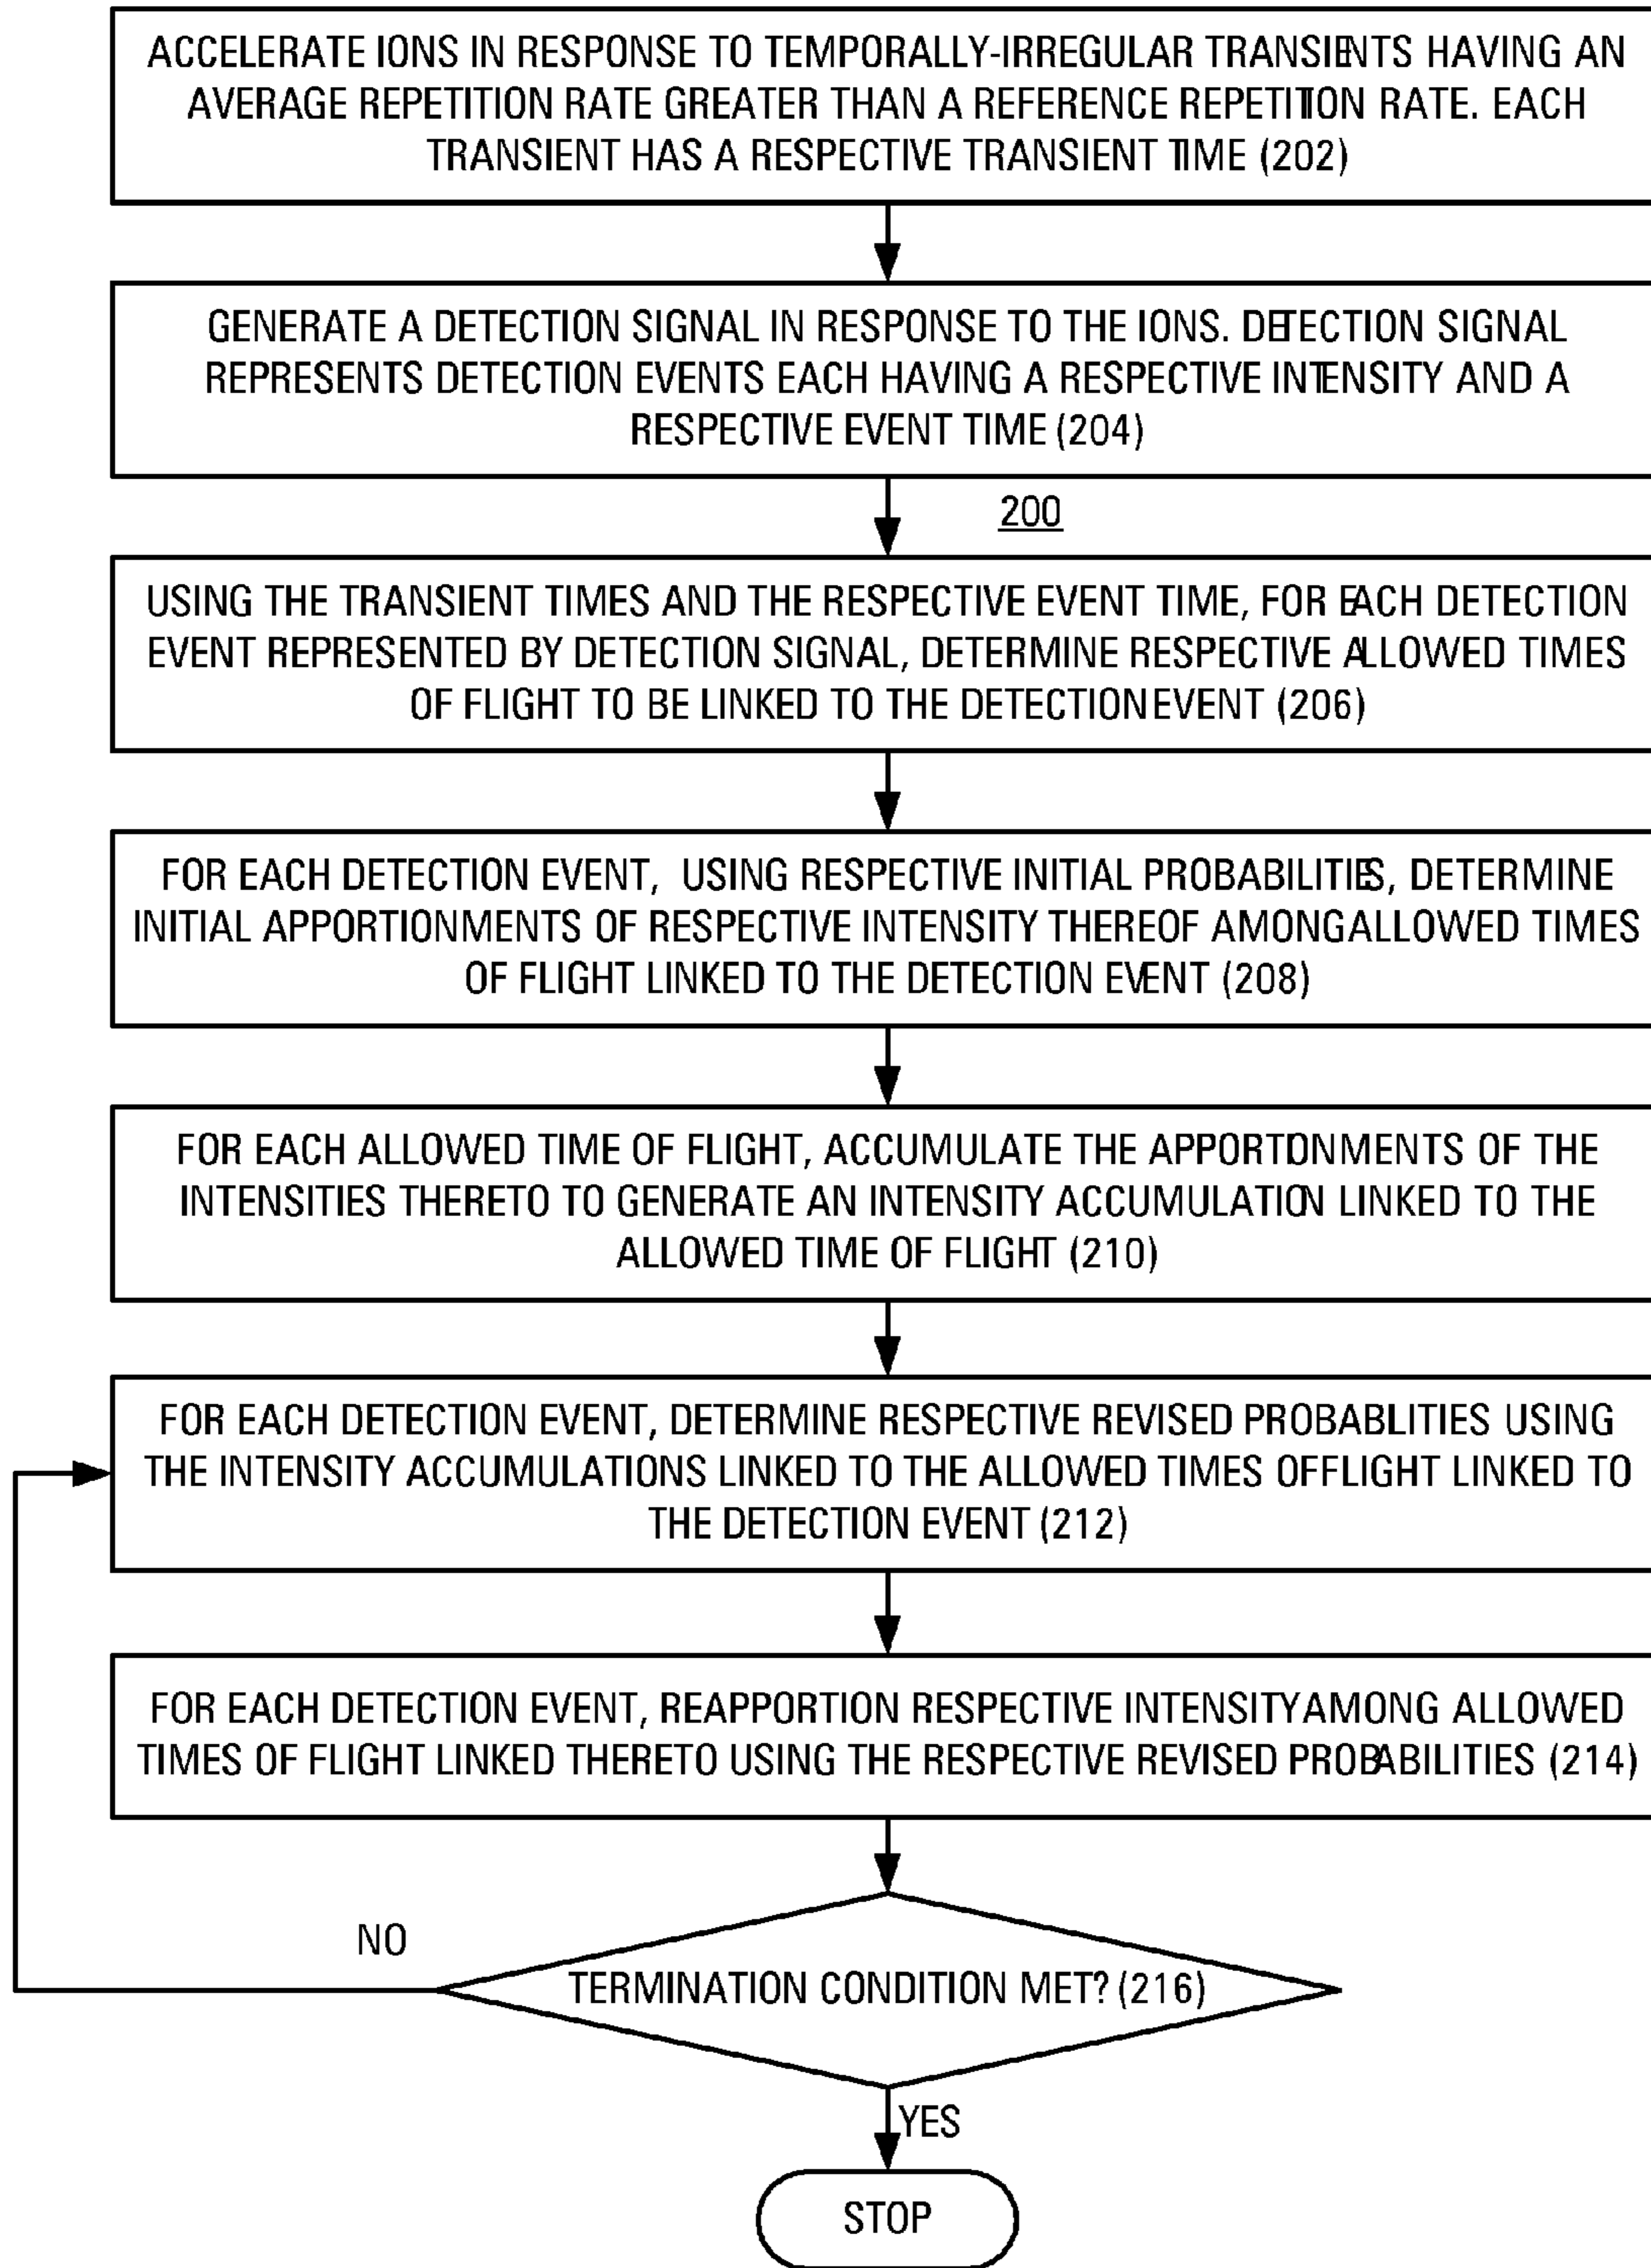 ACCELERATE IONS IN RESPONSE TO TEMPORALLY-IRREGULAR TRANSIENTS HAVING AN
AVERAGE REPETITION RATE GREATER THAN A REFERENCE REPETITION RATE. EACH
TRANSIENT HAS A RESPECTIVE TRANSIENT TIME (202)
GENERATE A DETECTION SIGNAL IN RESPONSE TO THE IONS. DETECTION SIGNAL
REPRESENTS DETECTION EVENTS EACH HAVING A RESPECTIVE INTENSITY AND A
RESPECTIVE EVENT TIME (204)
200
USING THE TRANSIENT TIMES AND THE RESPECTIVE EVENT TIME, FOR EACH DETECTION
EVENT REPRESENTED BY DETECTION SIGNAL, DETERMINE RESPECTIVE ALLOWED TIMES
OF FLIGHT TO BE LINKED TO THE DETECTION EVENT (206)
FOR EACH DETECTION EVENT, USING RESPECTIVE INITIAL PROBABILITIES, DETERMINE
INITIAL APPORTIONMENTS OF RESPECTIVE INTENSITY THEREOF AMONG ALLOWED TIMES
OF FLIGHT LINKED TO THE DETECTION EVENT (208)
FOR EACH ALLOWED TIME OF FLIGHT, ACCUMULATE THE APPORTIONMENTS OF THE
INTENSITIES THERETO TO GENERATE AN INTENSITY ACCUMULATION LINKED TO THE
ALLOWED TIME OF FLIGHT (210)
FOR EACH DETECTION EVENT, DETERMINE RESPECTIVE REVISED PROBABILITIES USING
THE INTENSITY ACCUMULATIONS LINKED TO THE ALLOWED TIMES OF FLIGHT LINKED TO
THE DETECTION EVENT (212)
FOR EACH DETECTION EVENT, REAPPORTION RESPECTIVE INTENSITY AMONG ALLOWED
TIMES OF FLIGHT LINKED THERETO USING THE RESPECTIVE REVISED PROBABILITIES (214)
NO
TERMINATION CONDITION MET? (216)
YES
STOP